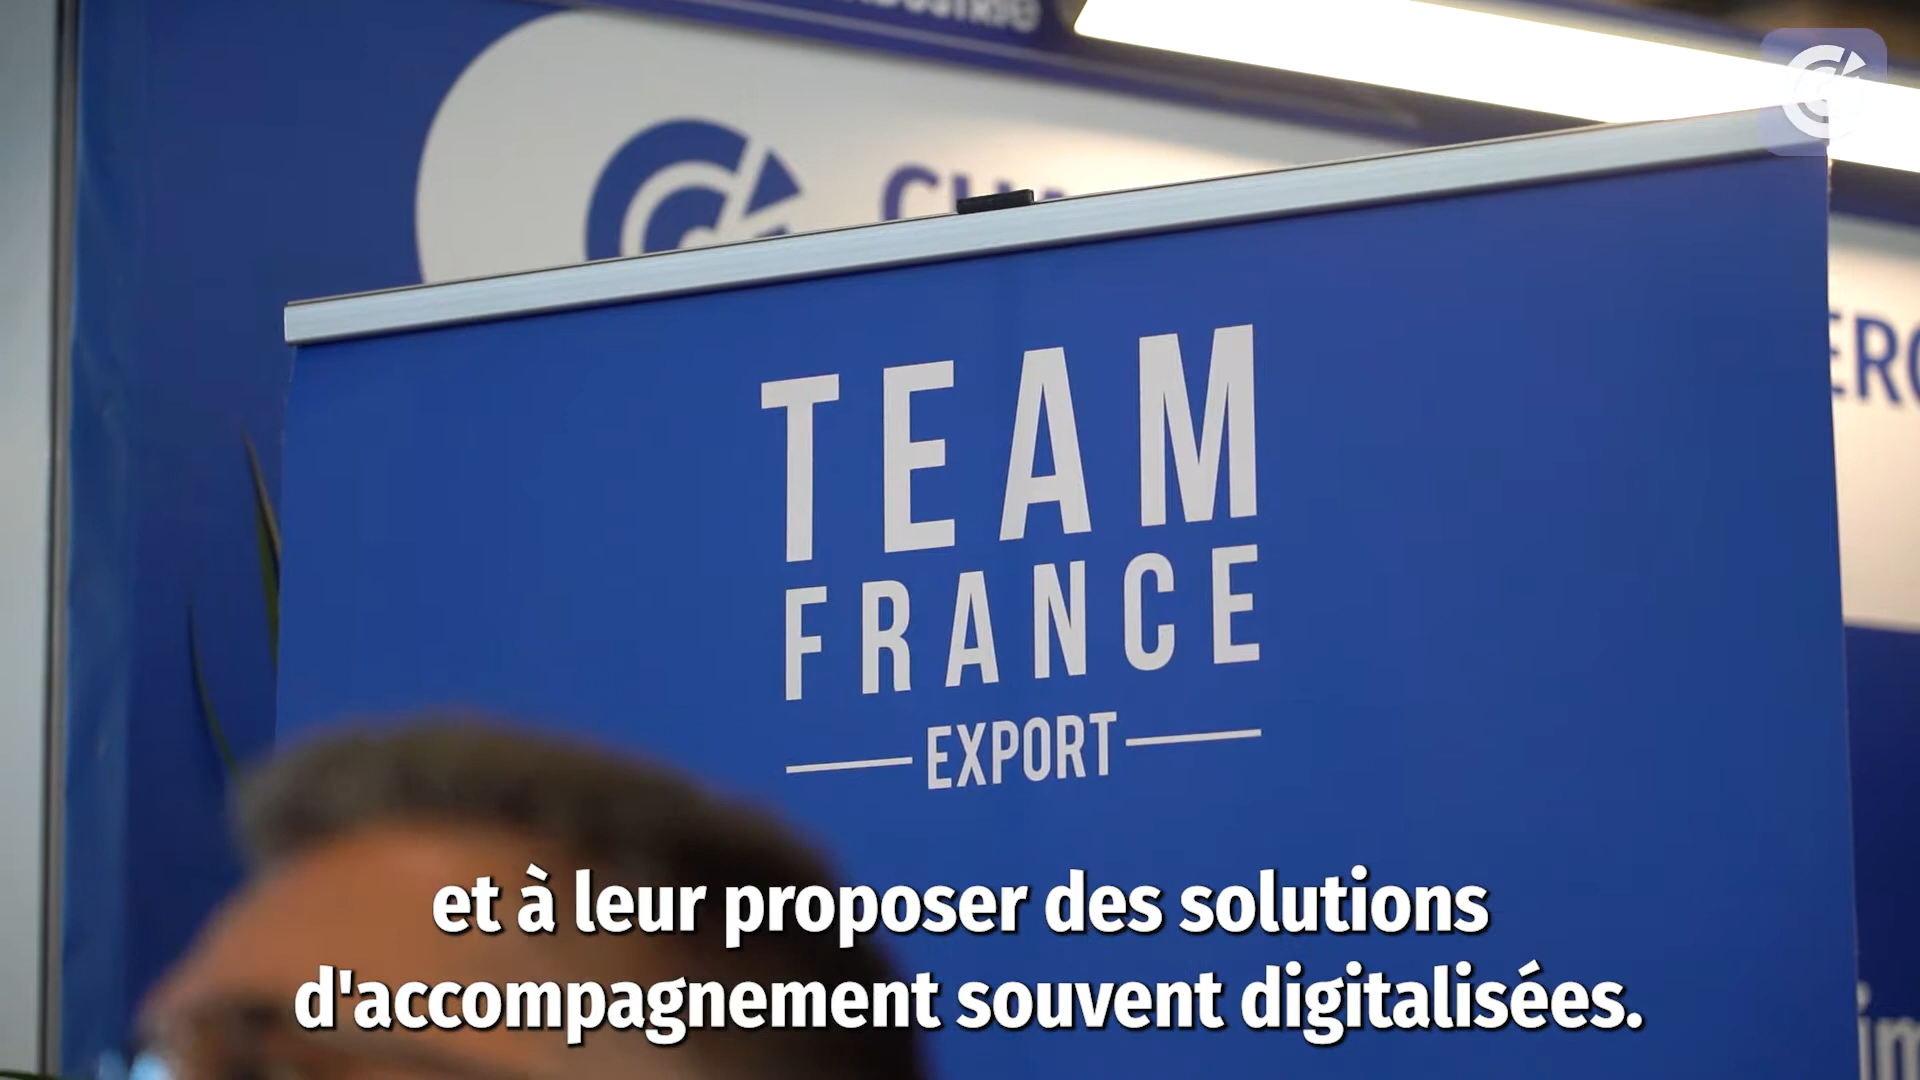 TEAM
FRANCE
EXPORT
et à leur proposer des solutions
d'accompagnement souvent digitalisées.